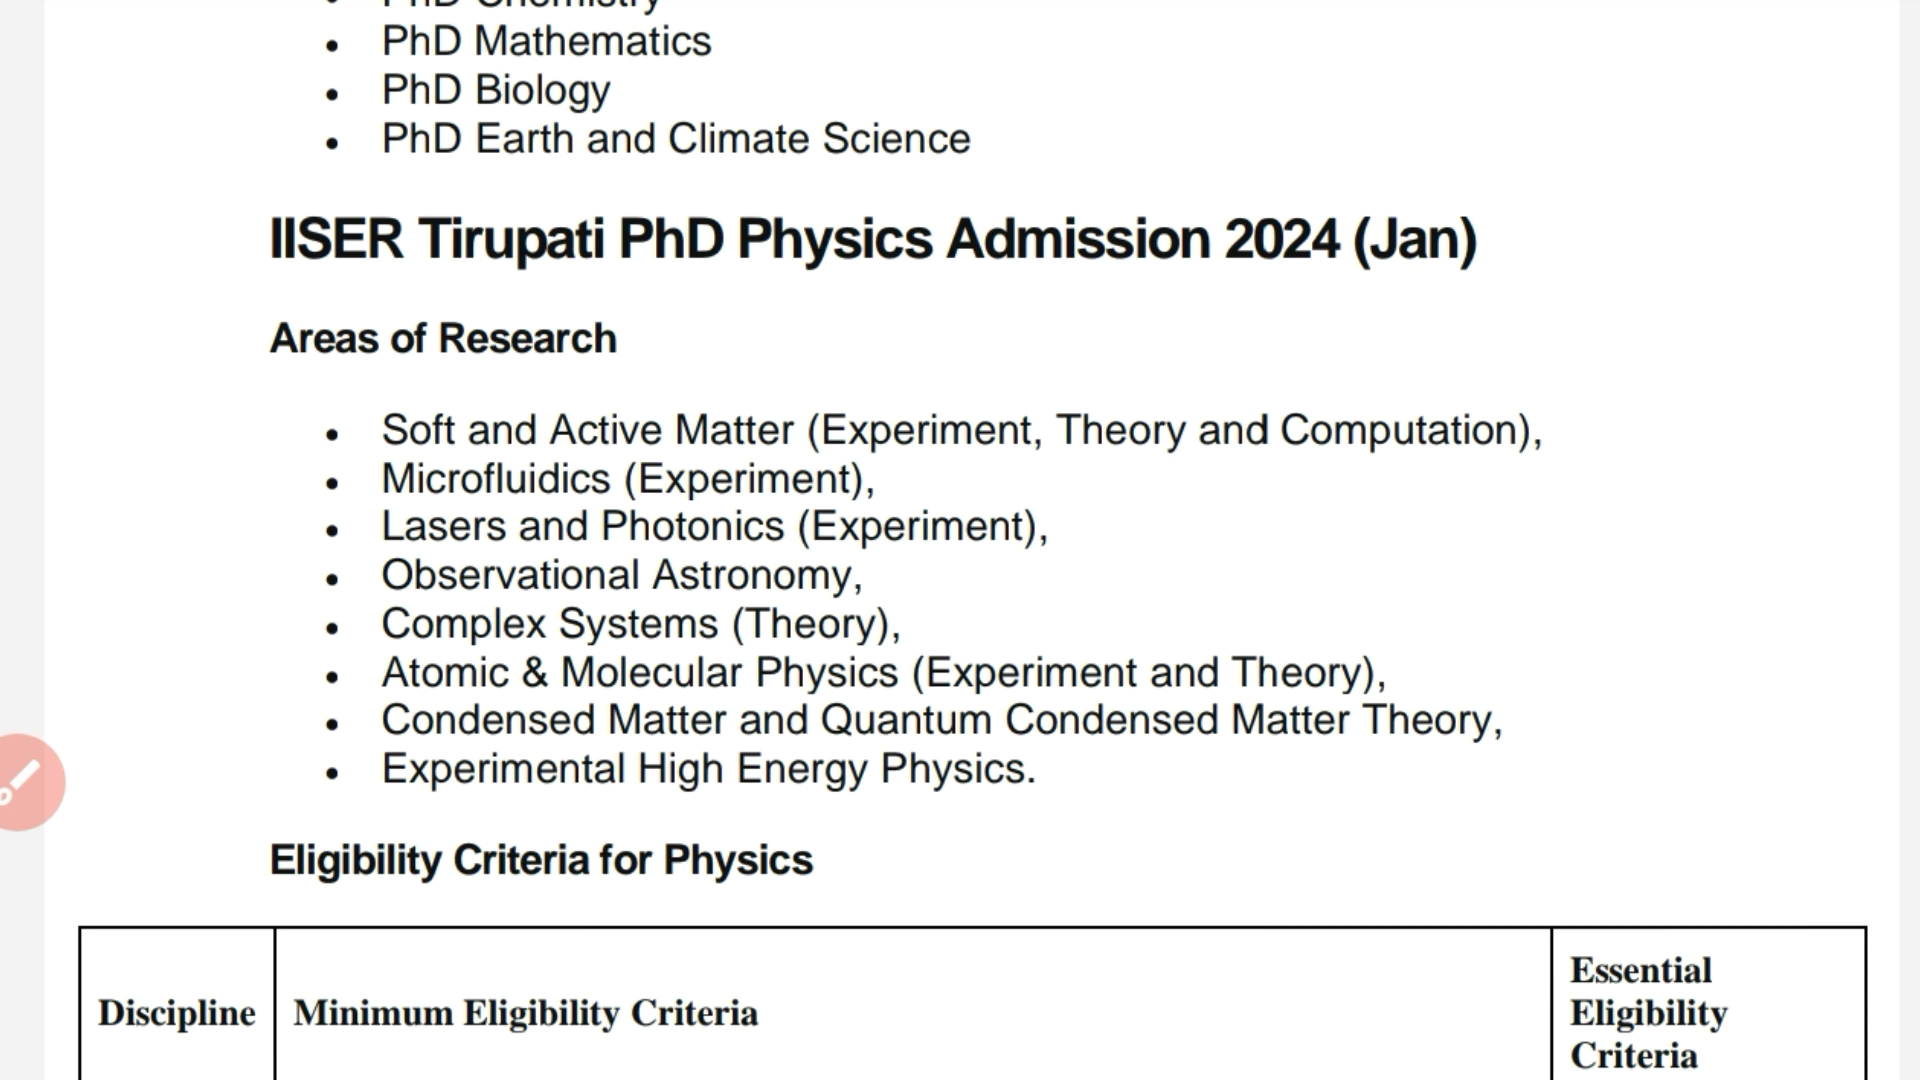 PhD Chemistry
PhD Mathematics
PhD Biology
PhD Earth and Climate Science
IISER Tirupati PhD Physics Admission 2024 (Jan)
Areas of Research
Soft and Active Matter (Experiment, Theory and Computation),
Microfluidics (Experiment),
Lasers and Photonics (Experiment),
Observational Astronomy,
Complex Systems (Theory),
Atomic & Molecular Physics (Experiment and Theory),
Condensed Matter and Quantum Condensed Matter Theory,
Experimental High Energy Physics.
Eligibility Criteria for Physics
Discipline
Minimum Eligibility Criteria
Essential
Eligibility
Criteria